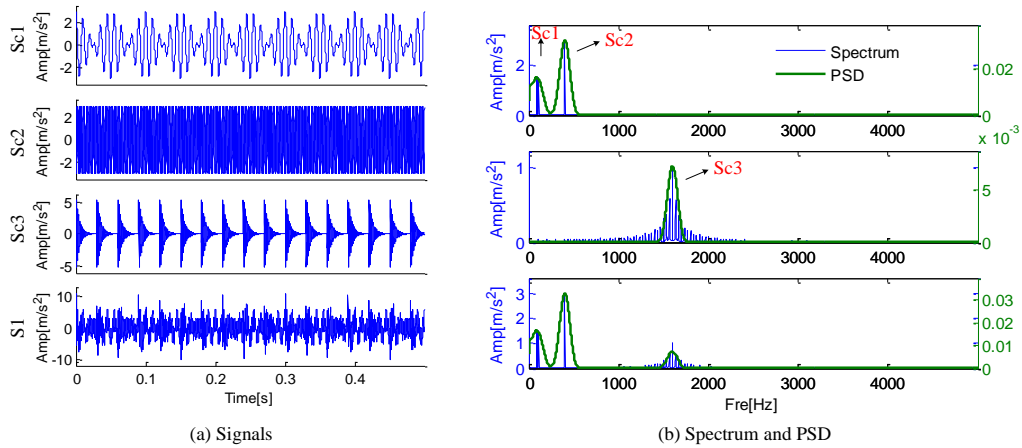 Sc1
Amp[m/s²]
2
0
-2
Sc2
Amp[m/s²]
2
0
-2
Sc3
Amp[m/s²]
5
0
-5
S1
Amp[m/s²]
10
0
-10
0 0.1 0.2 0.3 0.4
Time[s]
(a) Signals
Sc1
Sc2
Spectrum
PSD
Amp[m/s²]
2
0
0.02
0
0 1000 2000 3000 4000
x 10⁻³
Sc3
Amp[m/s²]
1
0
5
0
0 1000 2000 3000 4000
Amp[m/s²]
3
2
1
0
0.03
0.02
0.01
0
0 1000 2000 3000 4000
Fre[Hz]
(b) Spectrum and PSD